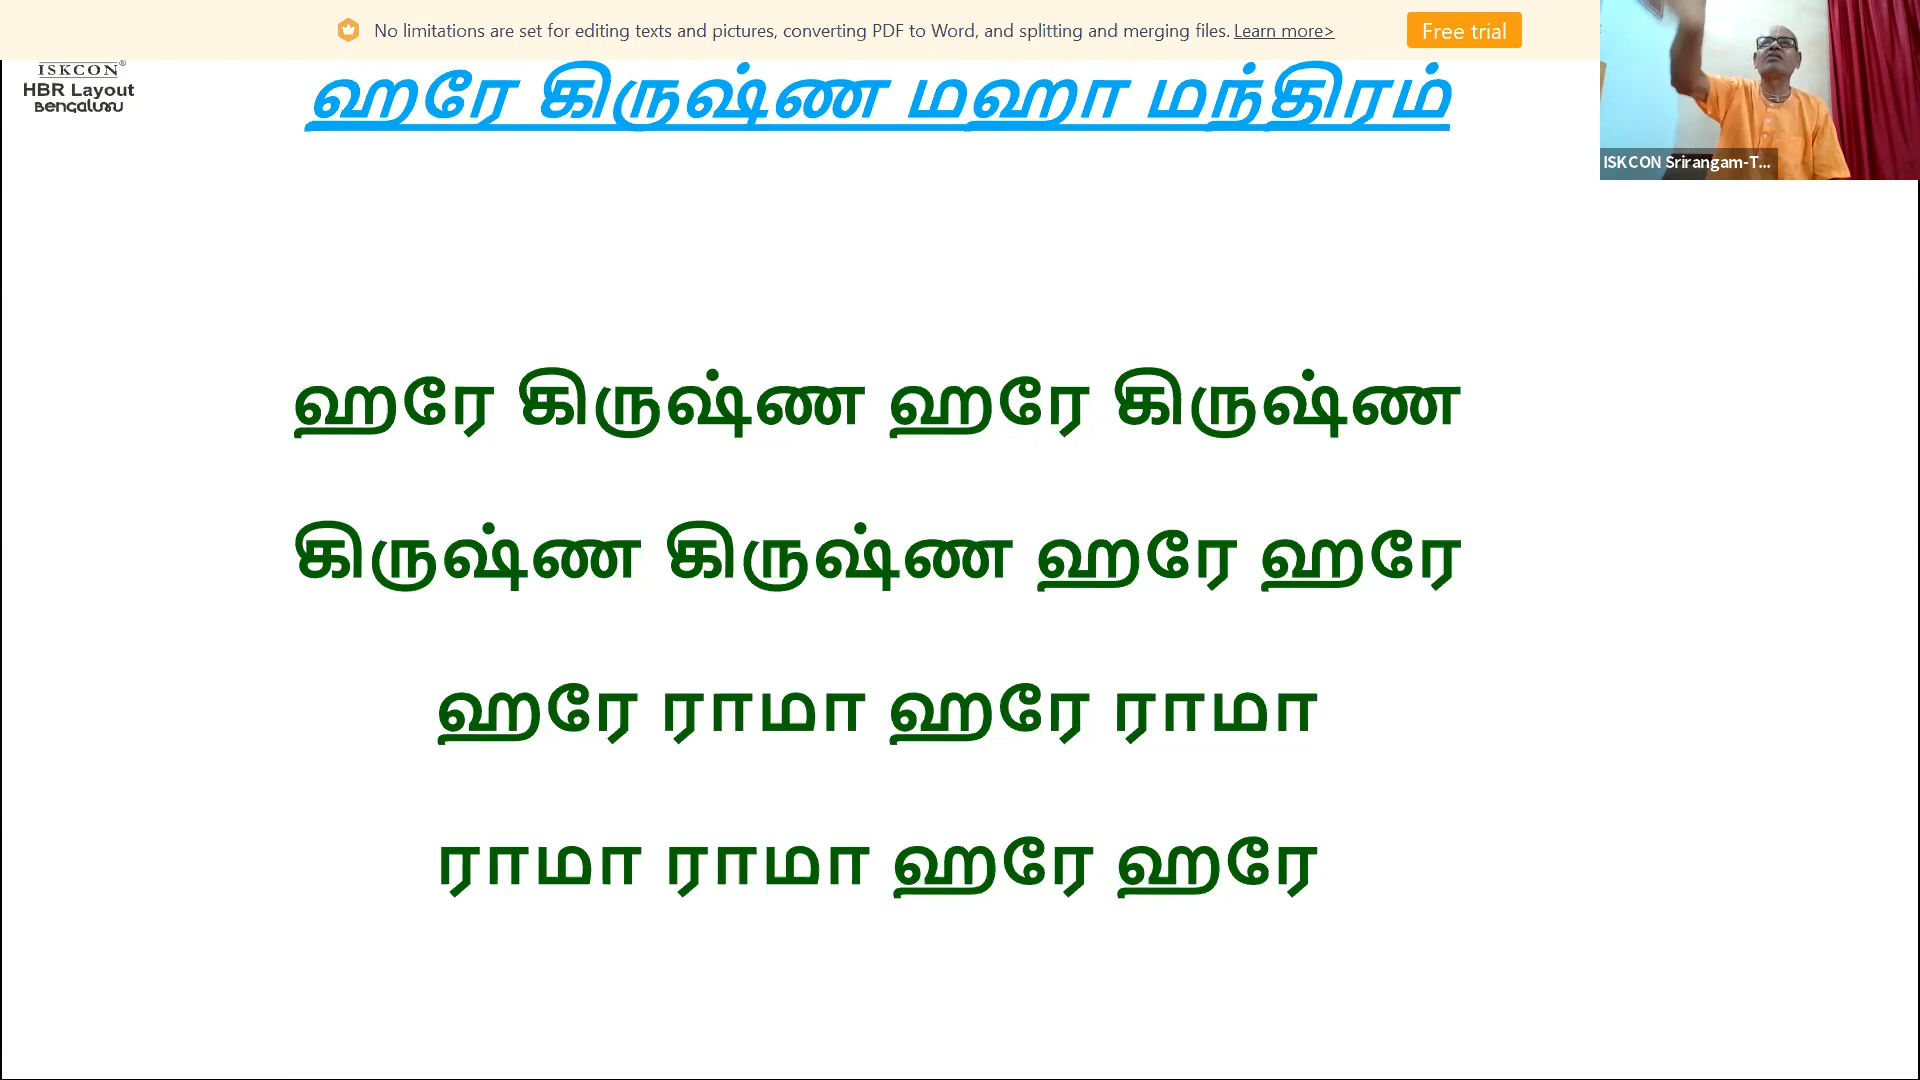 No limitations are set for editing texts and pictures, converting PDF to Word, and splitting and merging files. Learn more>
Free trial
ISKCON®
HBR Layout
Bengaluru
ஹரே கிருஷ்ண மஹா மந்திரம்
ISKCON Srirangam-T...
ஹரே கிருஷ்ண ஹரே கிருஷ்ண
கிருஷ்ண கிருஷ்ண ஹரே ஹரே
ஹரே ராமா ஹரே ராமா
ராமா ராமா ஹரே ஹரே